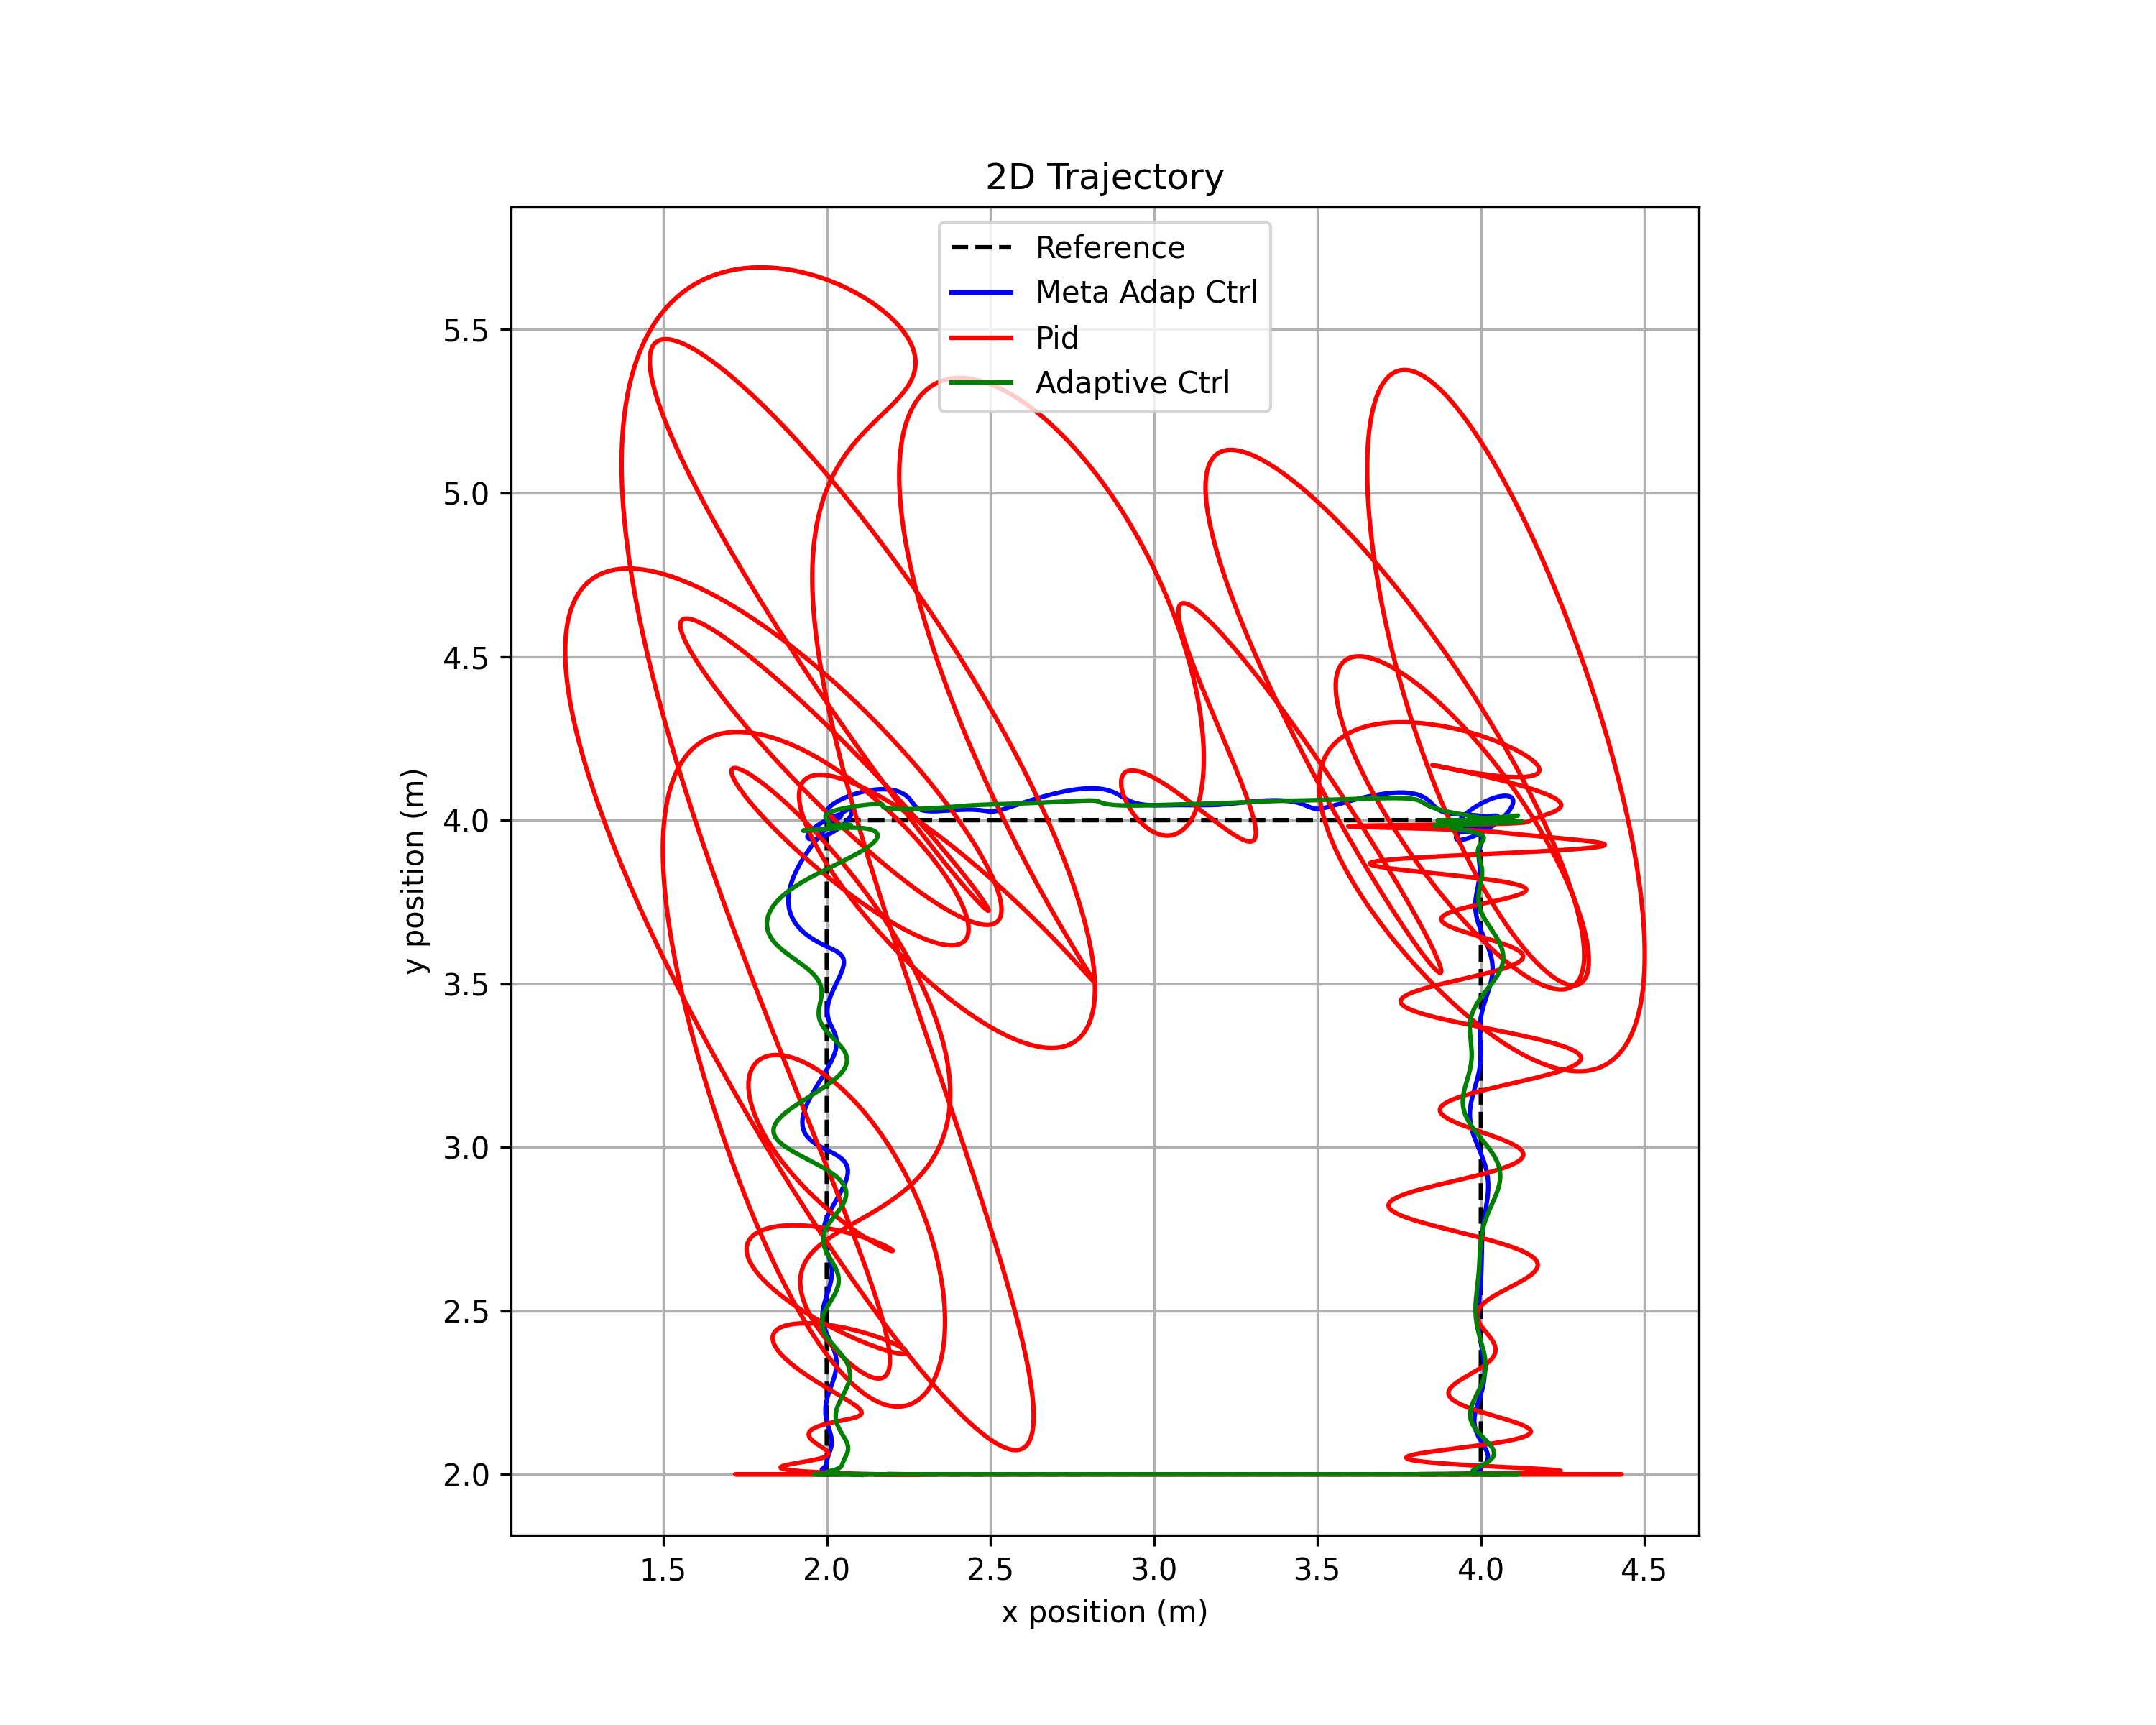 2D Trajectory
Reference
Meta Adap Ctrl
Pid
Adaptive Ctrl
5.5
5.0
4.5
4.0
3.5
3.0
2.5
2.0
y position (m)
1.5 2.0 2.5 3.0 3.5 4.0 4.5
x position (m)